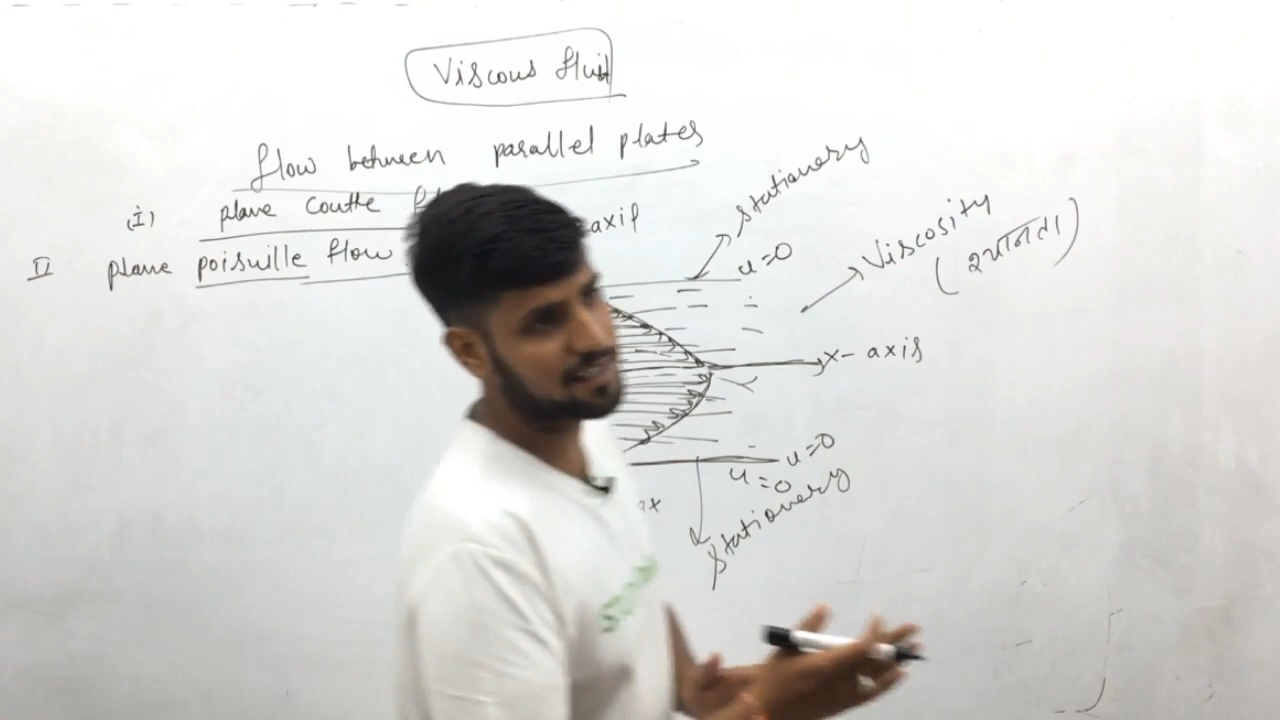 Viscous fluid
flow between parallel plates
(I) plane Coutte
II plane poisuille flow
axis
stationary
u=0
Viscosity
(श्यानता)
x-axis
u=0
u=0
stationary